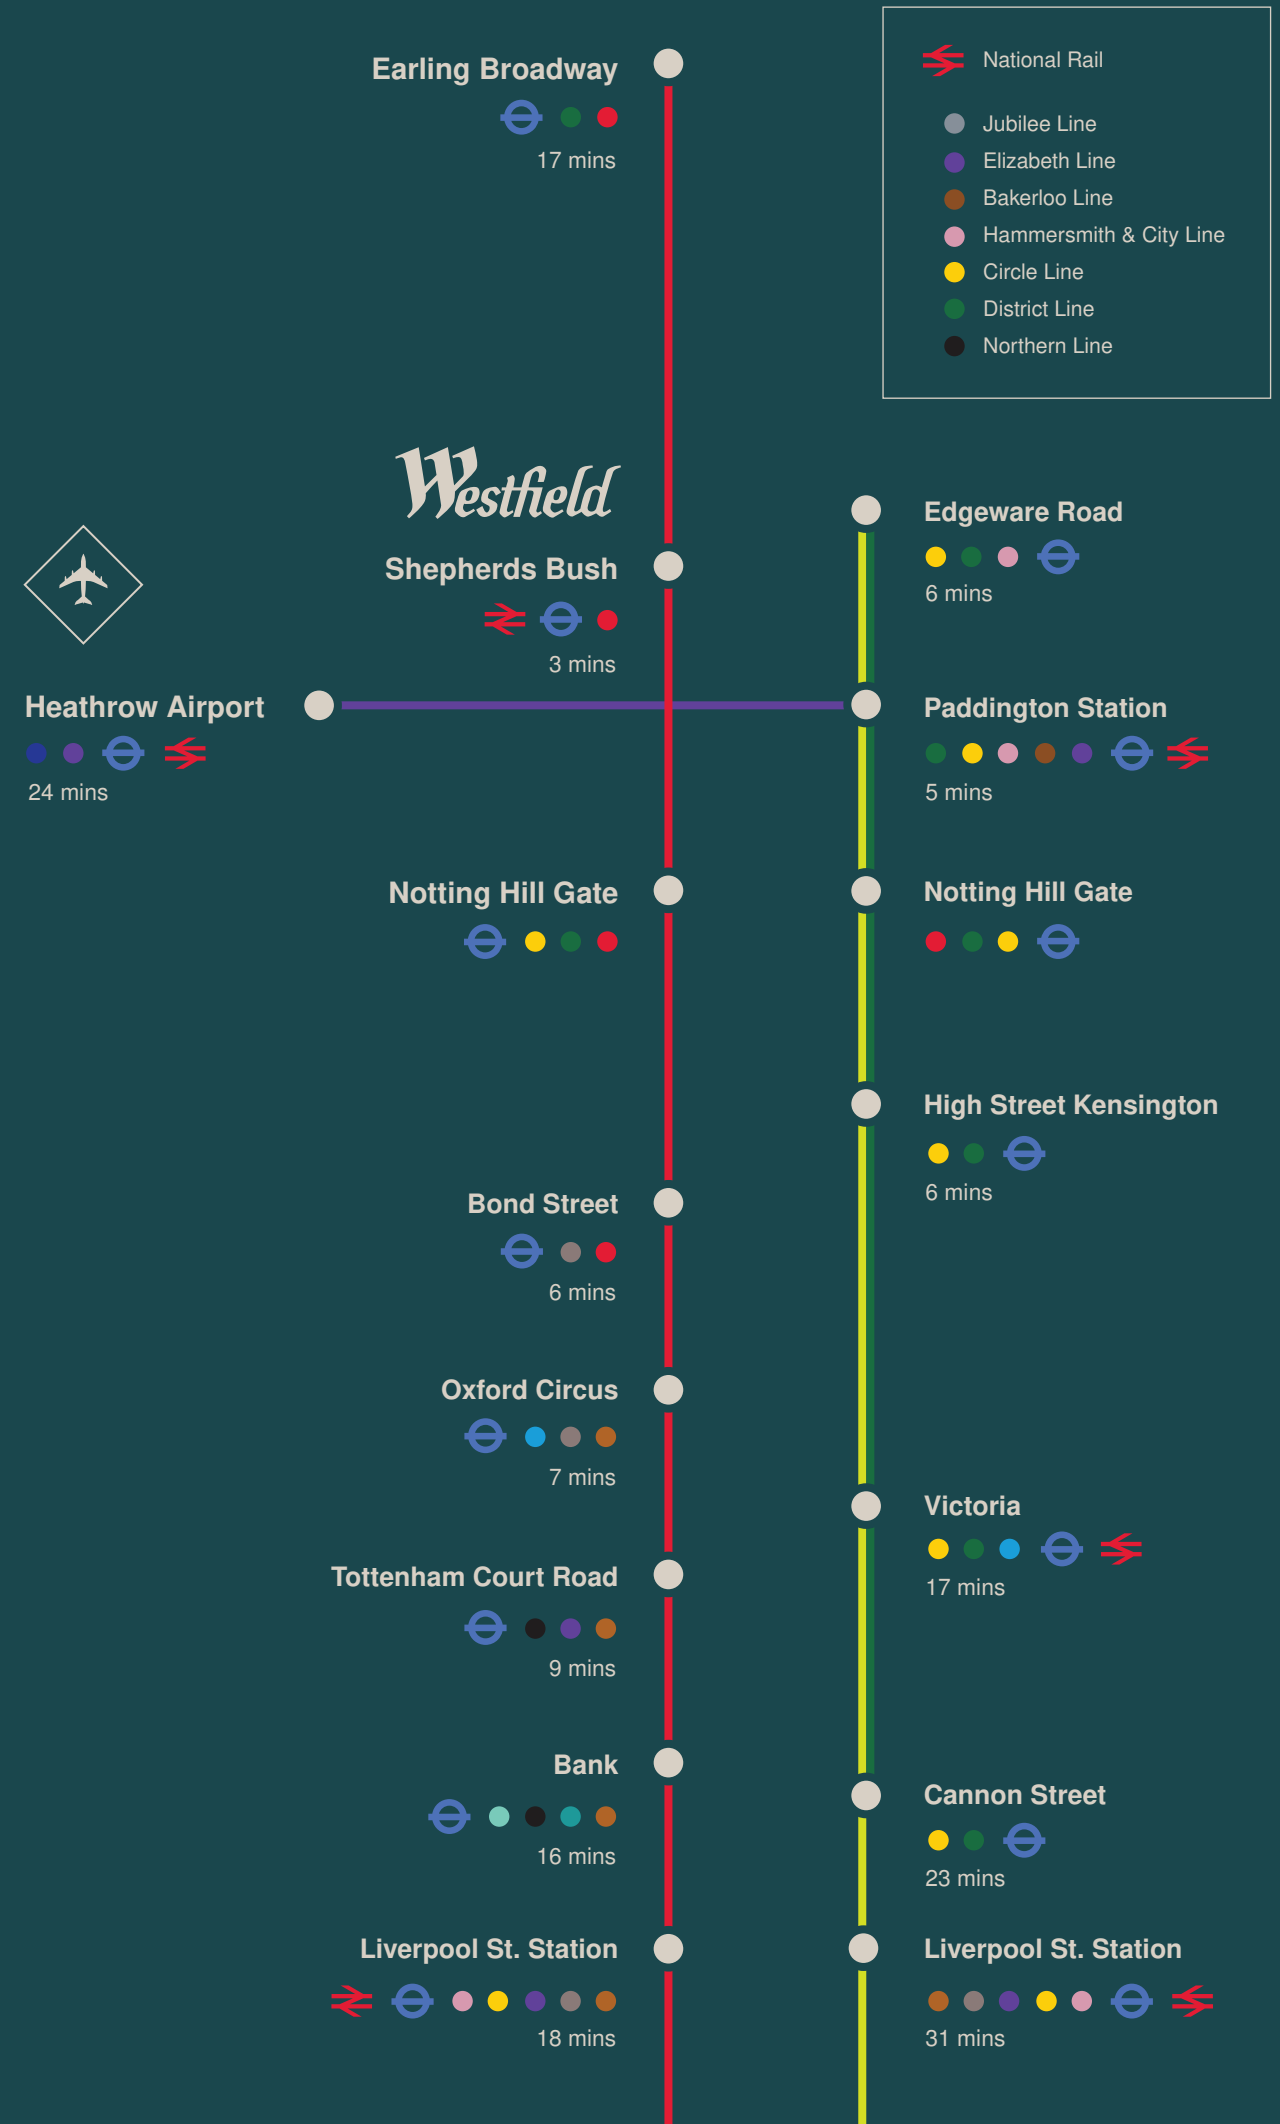 National Rail
Jubilee Line
Elizabeth Line
Bakerloo Line
Hammersmith & City Line
Circle Line
District Line
Northern Line
Earling Broadway
17 mins
Westfield
Shepherds Bush
3 mins
Heathrow Airport
24 mins
Notting Hill Gate
Bond Street
6 mins
Oxford Circus
7 mins
Tottenham Court Road
9 mins
Bank
16 mins
Liverpool St. Station
18 mins
Edgeware Road
6 mins
Paddington Station
5 mins
Notting Hill Gate
High Street Kensington
6 mins
Victoria
17 mins
Cannon Street
23 mins
Liverpool St. Station
31 mins